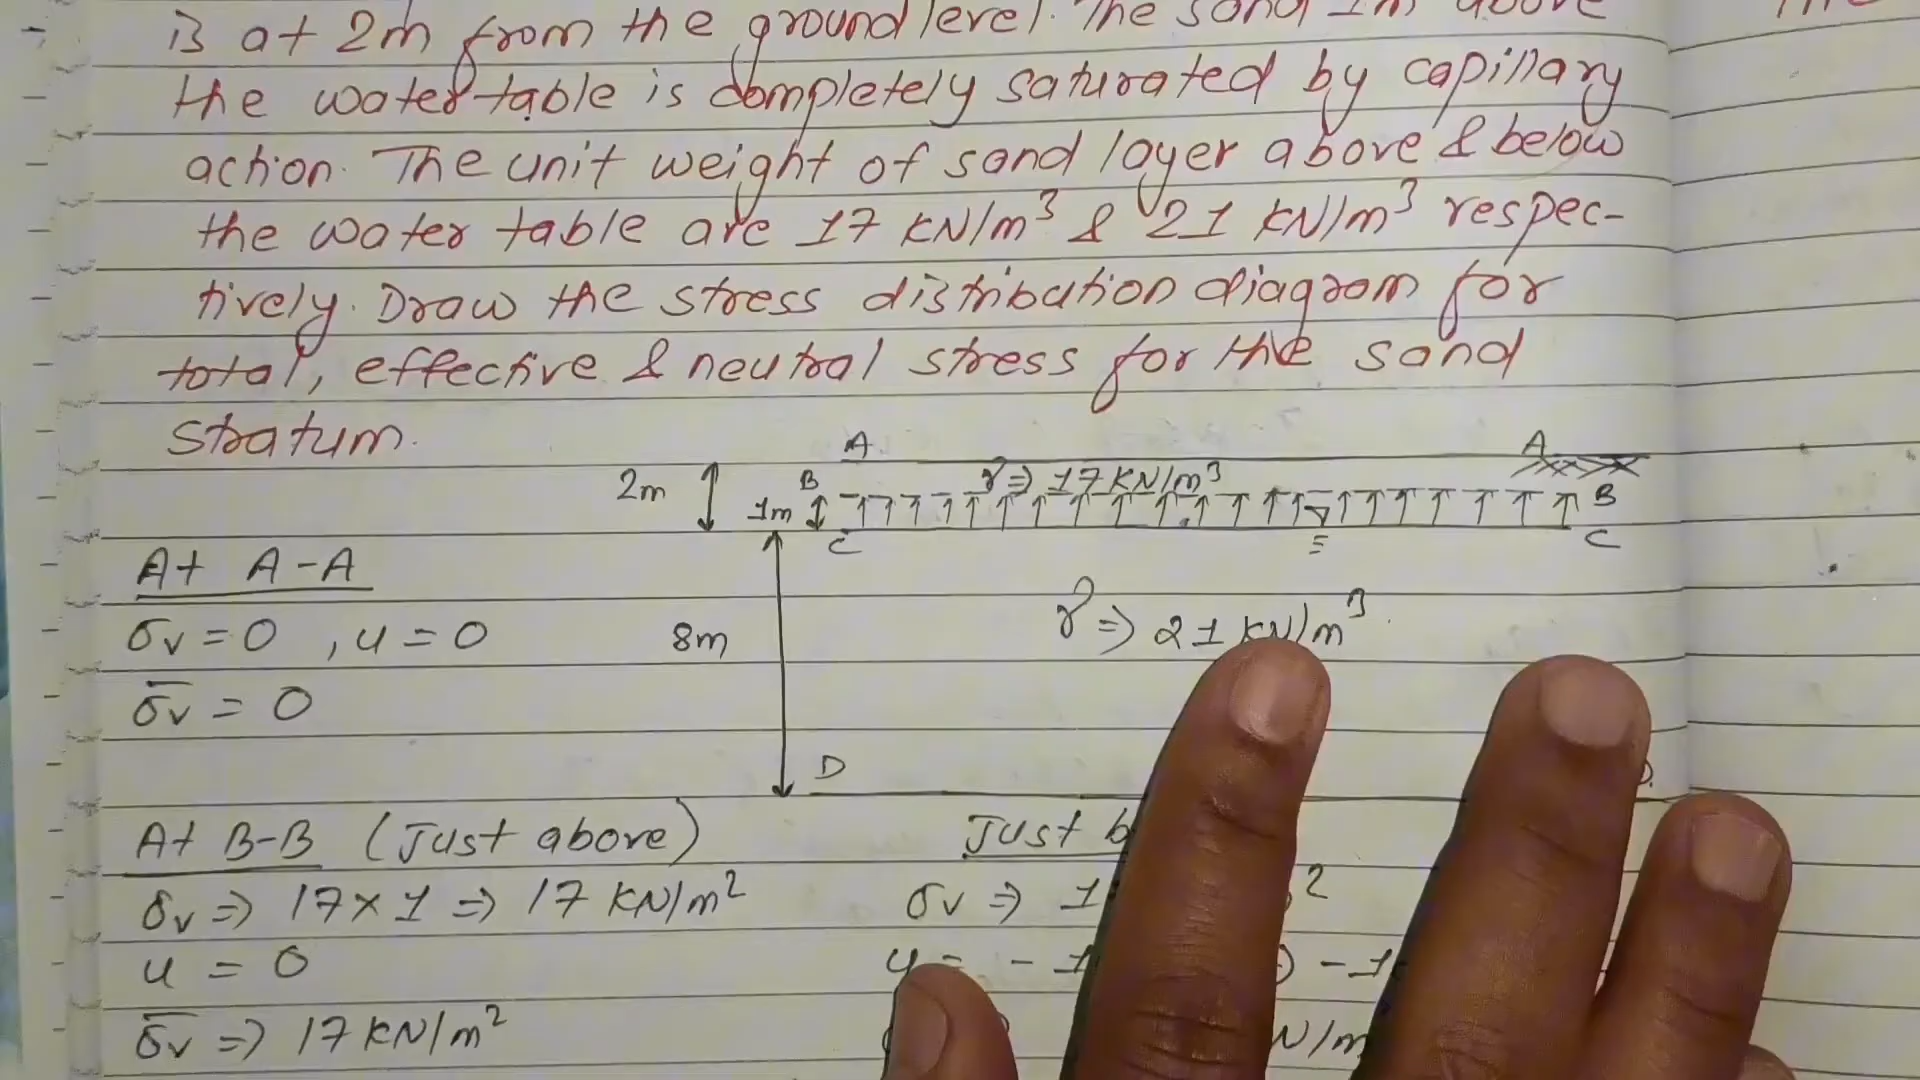 is at 2m from the ground level. The sand 1m above
the water table is completely saturated by capillary
action. The unit weight of sand layer above & below
the water table are 17 KN/m³ & 21 KN/m³ respec-
tively. Draw the stress distribution diagram for
total, effective & neutral stress for the sand
stratum.
A A
2m B γ⇒ 17 KN/m³ B
1m
C C
At A-A
σv = 0 , u = 0
8m γ⇒ 21 KN/m³
σ̅v = 0
D
At B-B (Just above) Just
σv ⇒ 17×1 ⇒ 17 KN/m² σv ⇒
u = 0 u = -
σ̅v ⇒ 17 KN/m²